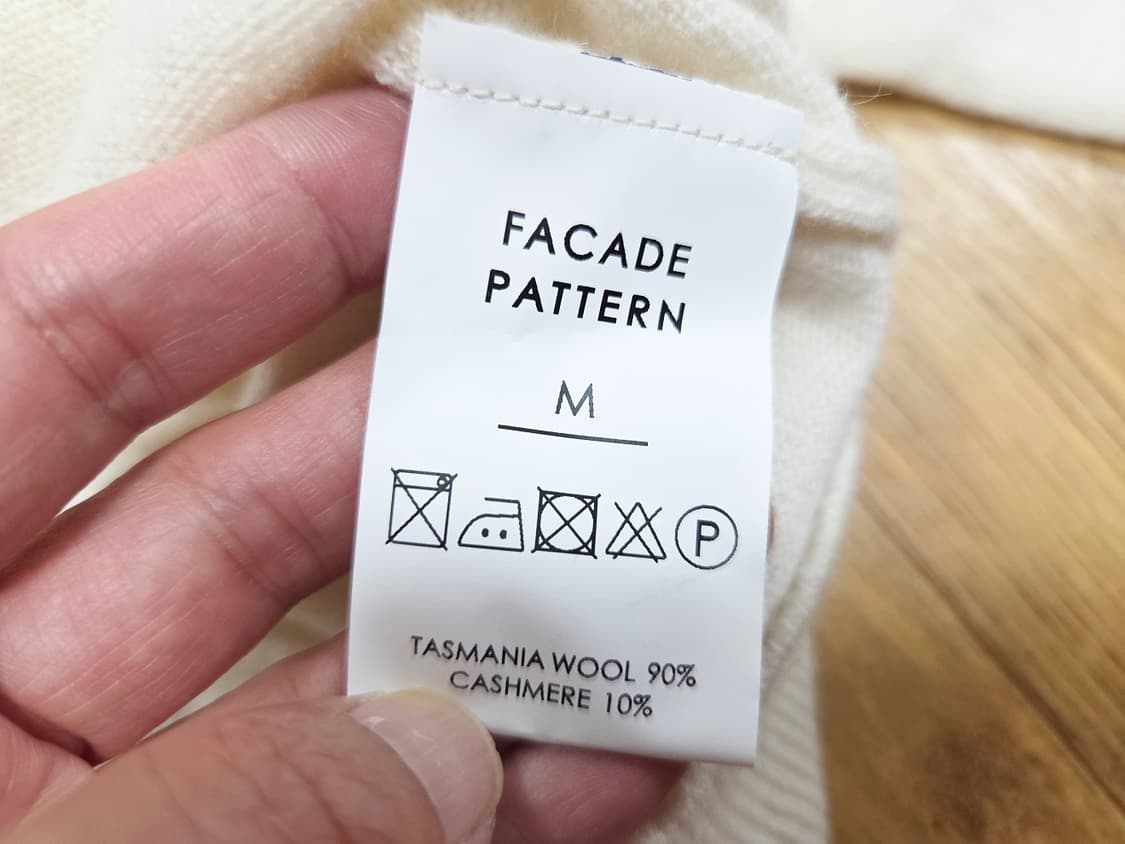 FACADE
PATTERN
M
P
TASMANIA WOOL 90%
CASHMERE 10%